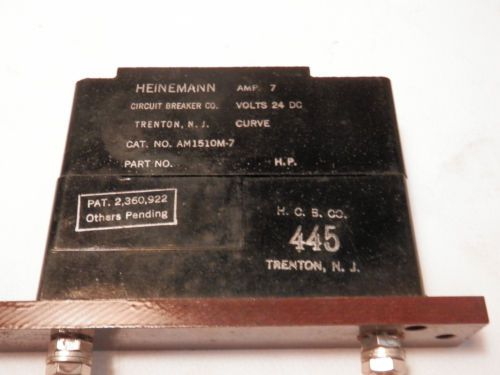 HEINEMANN AMP. 7
CIRCUIT BREAKER CO. VOLTS 24 DC
TRENTON, N. J. CURVE
CAT. NO. AM1510M-7
PART NO. H.P.
PAT. 2,360,922
Others Pending
H. C. B. CO.
445
TRENTON, N. J.